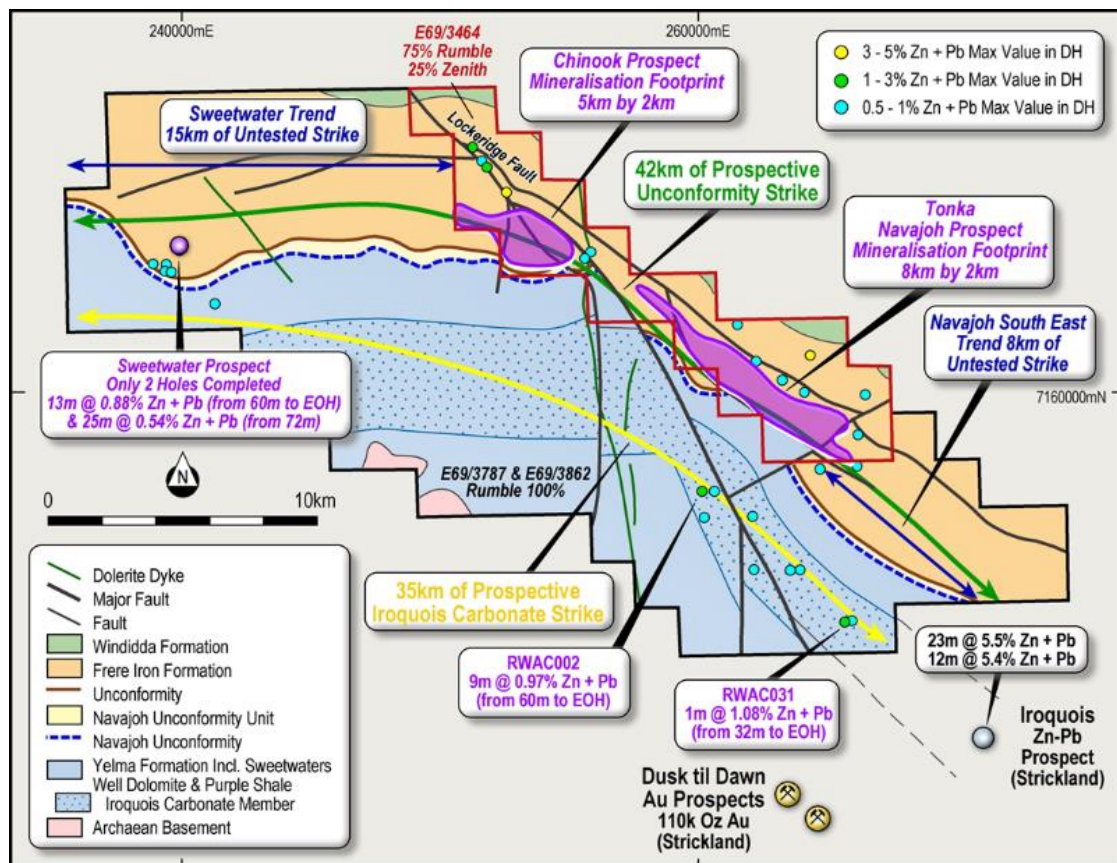 240000mE
260000mE
E69/3464
75% Rumble
25% Zenith
Chinook Prospect
Mineralisation Footprint
5km by 2km
3 - 5% Zn + Pb Max Value in DH
1 - 3% Zn + Pb Max Value in DH
0.5 - 1% Zn + Pb Max Value in DH
Sweetwater Trend
15km of Untested Strike
Lockeridge Fault
42km of Prospective
Unconformity Strike
Tonka
Navajoh Prospect
Mineralisation Footprint
8km by 2km
Navajoh South East
Trend 8km of
Untested Strike
Sweetwater Prospect
Only 2 Holes Completed
13m @ 0.88% Zn + Pb (from 60m to EOH)
& 25m @ 0.54% Zn + Pb (from 72m)
7160000mN
N
0
10km
E69/3787 & E69/3862
Rumble 100%
35km of Prospective
Iroquois Carbonate Strike
RWAC002
9m @ 0.97% Zn + Pb
(from 60m to EOH)
RWAC031
1m @ 1.08% Zn + Pb
(from 32m to EOH)
23m @ 5.5% Zn + Pb
12m @ 5.4% Zn + Pb
Iroquois
Zn-Pb
Prospect
(Strickland)
Dusk til Dawn
Au Prospects
110k Oz Au
(Strickland)
Dolerite Dyke
Major Fault
Fault
Windidda Formation
Frere Iron Formation
Unconformity
Navajoh Unconformity Unit
Navajoh Unconformity
Yelma Formation Incl. Sweetwaters
Well Dolomite & Purple Shale
Iroquois Carbonate Member
Archaean Basement